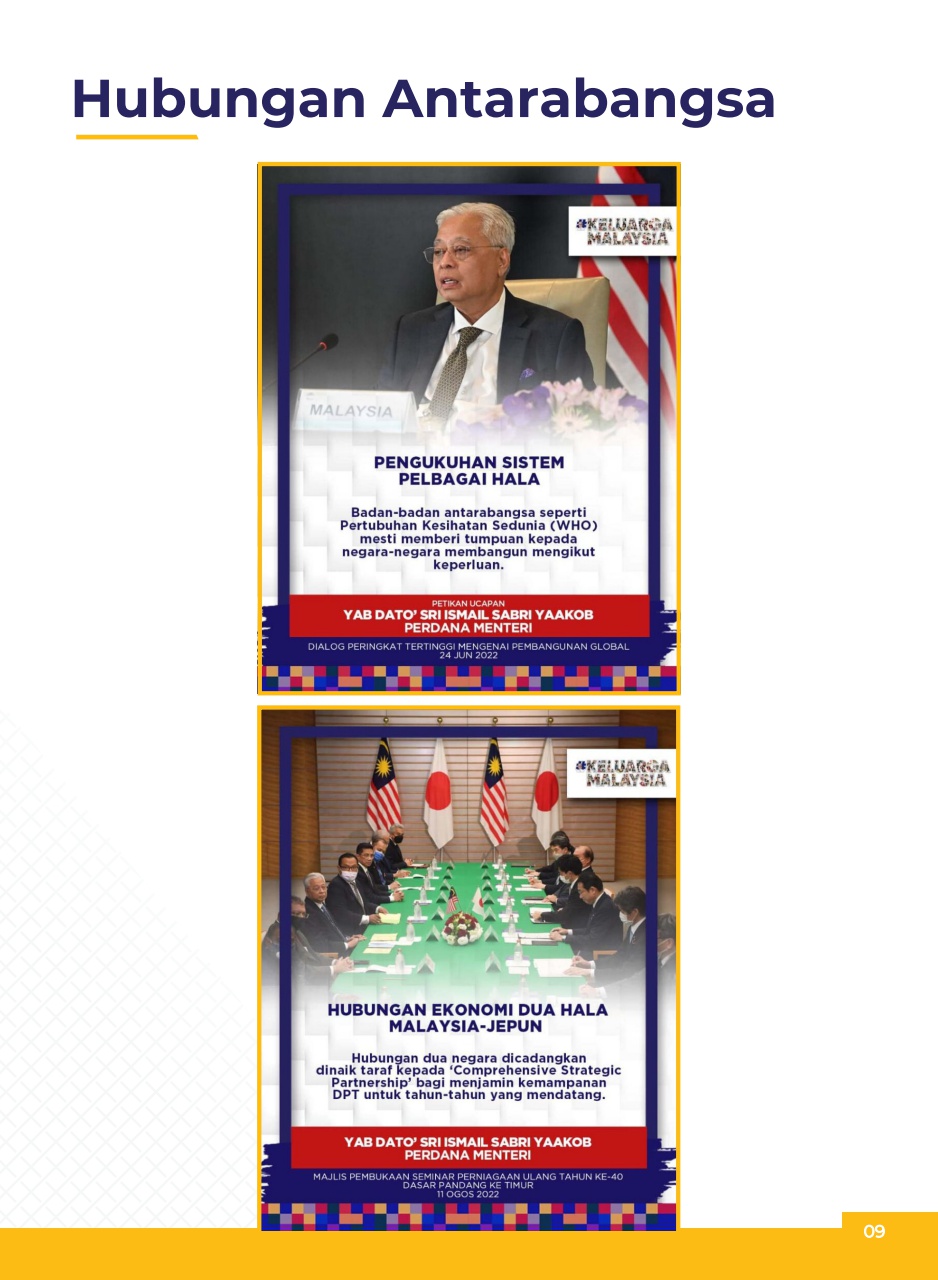 Hubungan Antarabangsa
#KELUARGA
MALAYSIA
MALAYSIA
PENGUKUHAN SISTEM
PELBAGAI HALA
Badan-badan antarabangsa seperti
Pertubuhan Kesihatan Sedunia (WHO)
mesti memberi tumpuan kepada
negara-negara membangun mengikut
keperluan.
PETIKAN UCAPAN
YAB DATO’ SRI ISMAIL SABRI YAAKOB
PERDANA MENTERI
DIALOG PERINGKAT TERTINGGI MENGENAI PEMBANGUNAN GLOBAL
24 JUN 2022
#KELUARGA
MALAYSIA
HUBUNGAN EKONOMI DUA HALA
MALAYSIA-JEPUN
Hubungan dua negara dicadangkan
dinaik taraf kepada ‘Comprehensive Strategic
Partnership’ bagi menjamin kemampanan
DPT untuk tahun-tahun yang mendatang.
YAB DATO’ SRI ISMAIL SABRI YAAKOB
PERDANA MENTERI
MAJLIS PEMBUKAAN SEMINAR PERNIAGAAN ULANG TAHUN KE-40
DASAR PANDANG KE TIMUR
11 OGOS 2022
09